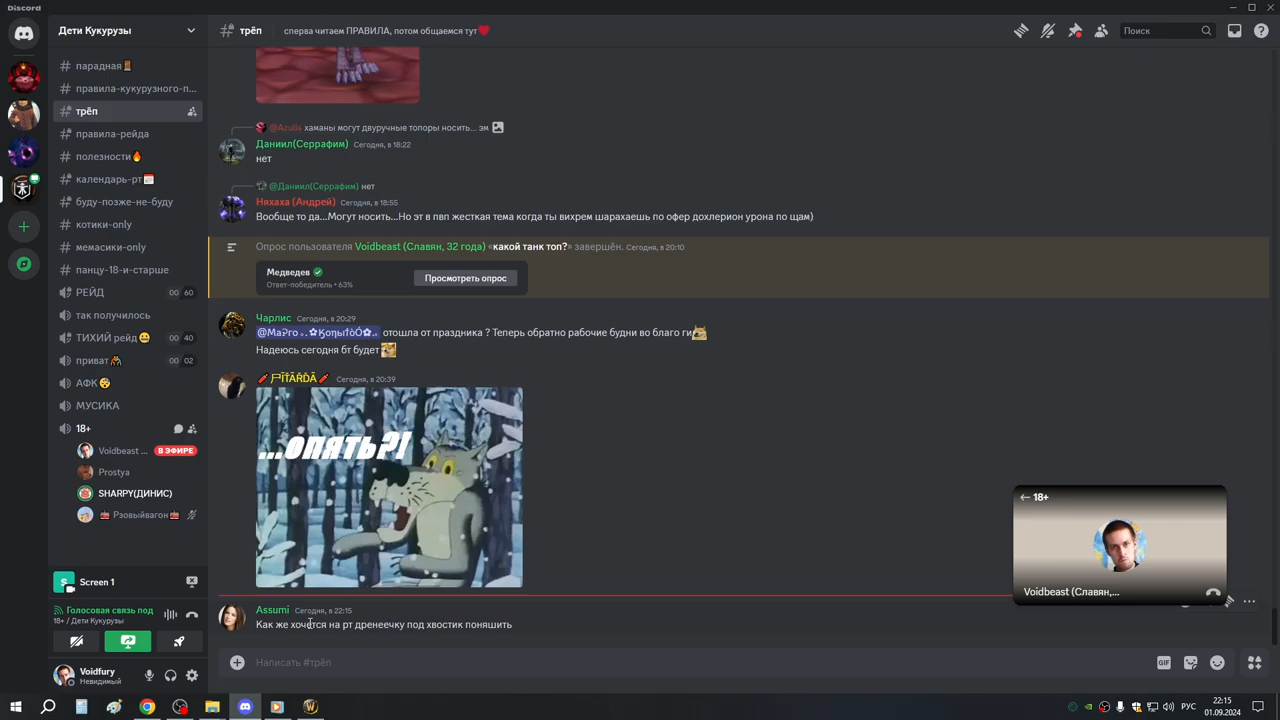 Discord
Дети Кукурузы
трёп
сперва читаем ПРАВИЛА, потом общаемся тут❤️
Поиск
парадная
правила-кукурузного-п...
трёп
правила-рейда
полезности🔥
календарь-рт
буду-позже-не-буду
котики-only
мемасики-only
панцу-18-и-старше
РЕЙД 00 60
так получилось
ТИХИЙ рейд 00 40
приват 00 02
АФК
МУСИКА
18+
Voidbeast ... В ЭФИРЕ
Prostya
SHARPY(ДИНИС)
Рзовыйвагон
S Screen 1
Голосовая связь под
18+ / Дети Кукурузы
Voidfury
Невидимый
@Azulis хаманы могут двуручные топоры носить... эм
Даниил(Серрафим) Сегодня, в 18:22
нет
@Даниил(Серрафим) нет
Няхаха (Андрей) Сегодня, в 18:55
Вообще то да...Могут носить...Но эт в пвп жесткая тема когда ты вихрем шарахаешь по офер дохлерион урона по щам)
Опрос пользователя Voidbeast (Славян, 32 года) «какой танк топ?» завершён. Сегодня, в 20:10
Медведев
Ответ-победитель • 63%
Просмотреть опрос
Чарлис Сегодня, в 20:29
отошла от праздника ? Теперь обратно рабочие будни во благо ги
Надеюсь сегодня бт будет
Сегодня, в 20:39
...опять?!
Assumi Сегодня, в 22:15
Как же хочется на рт дренеечку под хвостик поняшить
18+
Voidbeast (Славян,...
Написать #трёп
GIF
РУС
22:15
01.09.2024